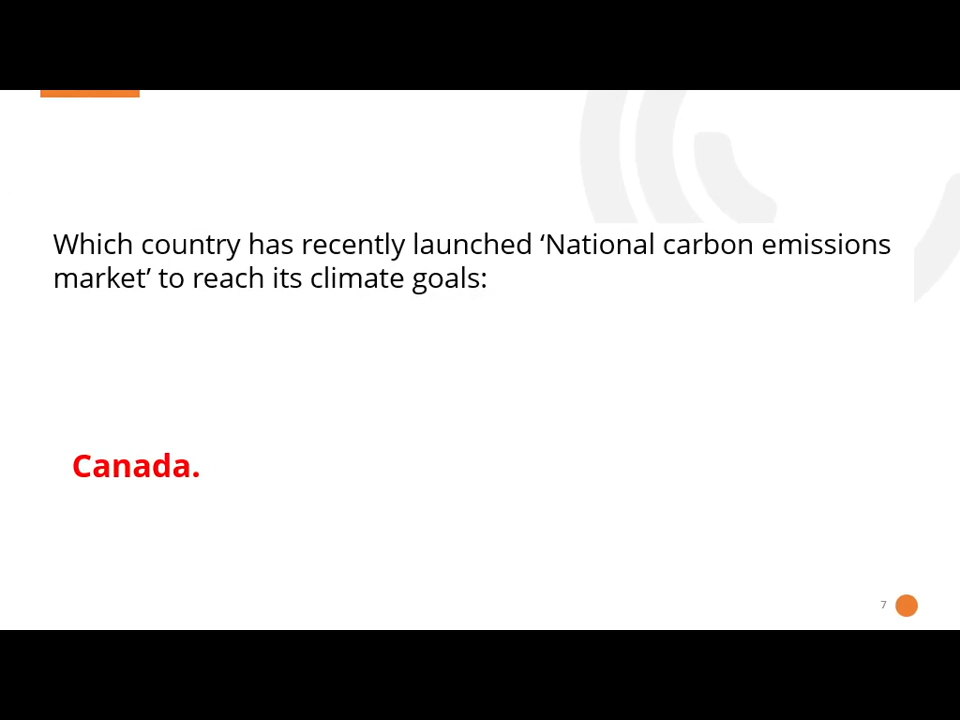 Which country has recently launched ‘National carbon emissions
market’ to reach its climate goals:
Canada.
7